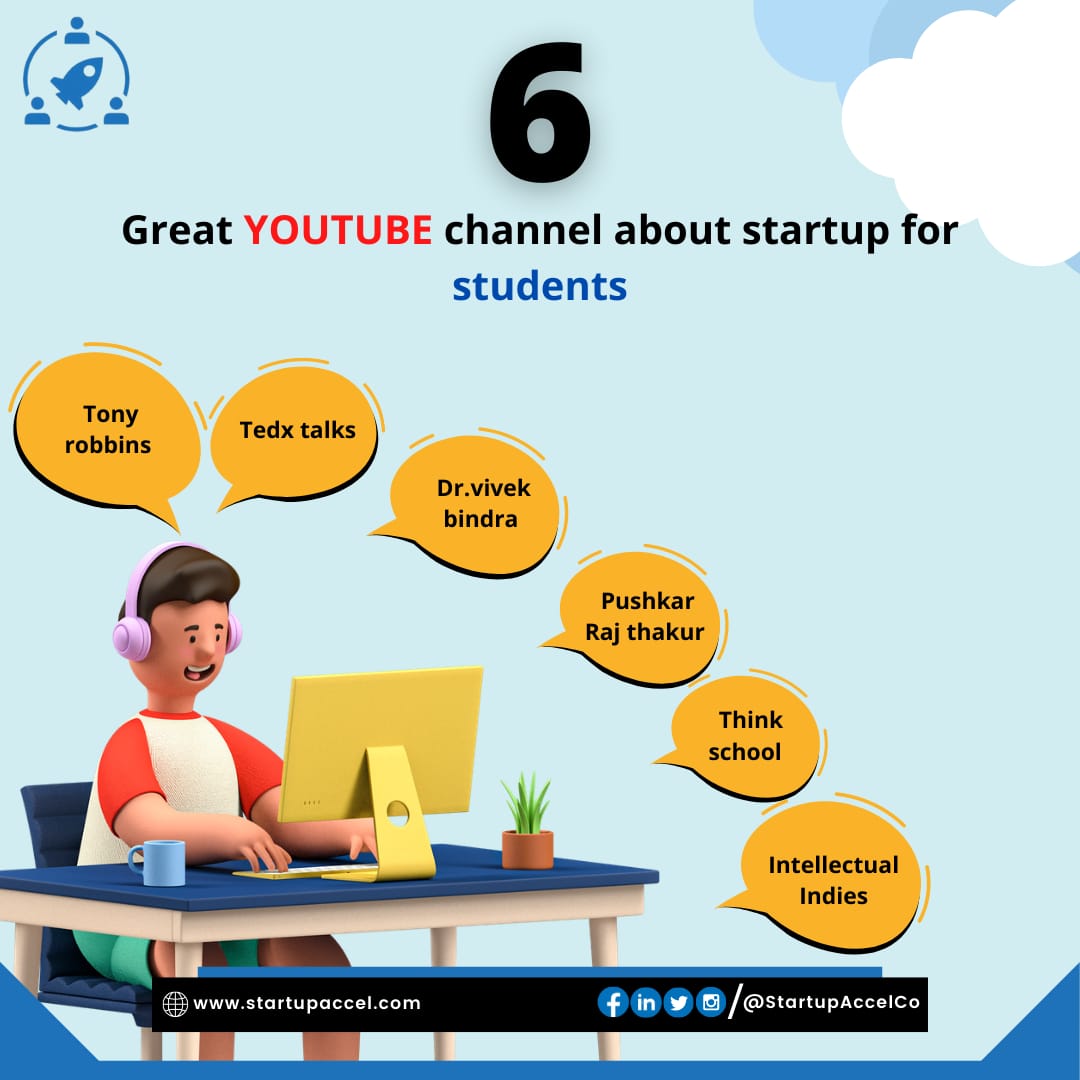 6
Great YOUTUBE channel about startup for
students
Tony
robbins
Tedx talks
Dr.vivek
bindra
Pushkar
Raj thakur
Think
school
Intellectual
Indies
www.startupaccel.com
/@StartupAccelCo